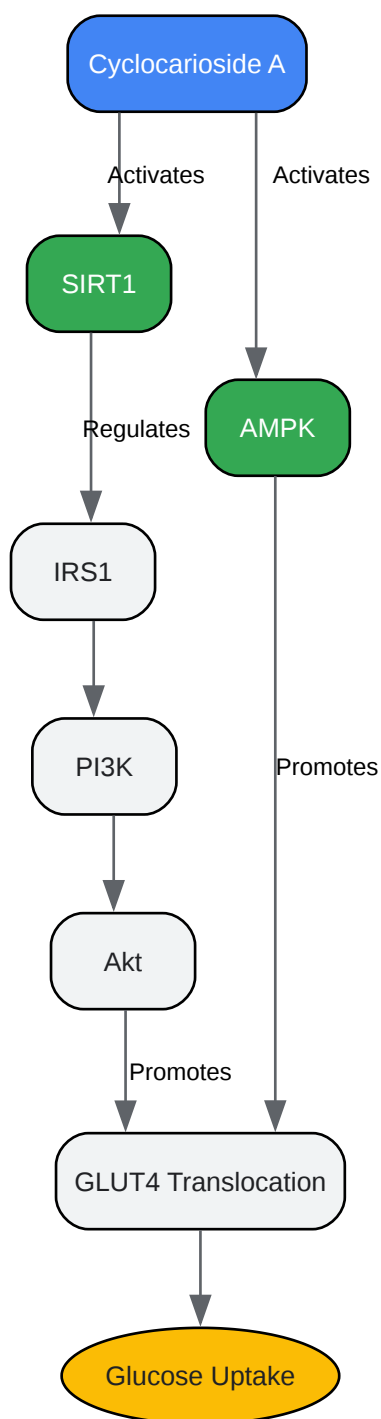 Cyclocarioside A
Activates
Activates
SIRT1
AMPK
Regulates
IRS1
PI3K
Promotes
Akt
Promotes
GLUT4 Translocation
Glucose Uptake